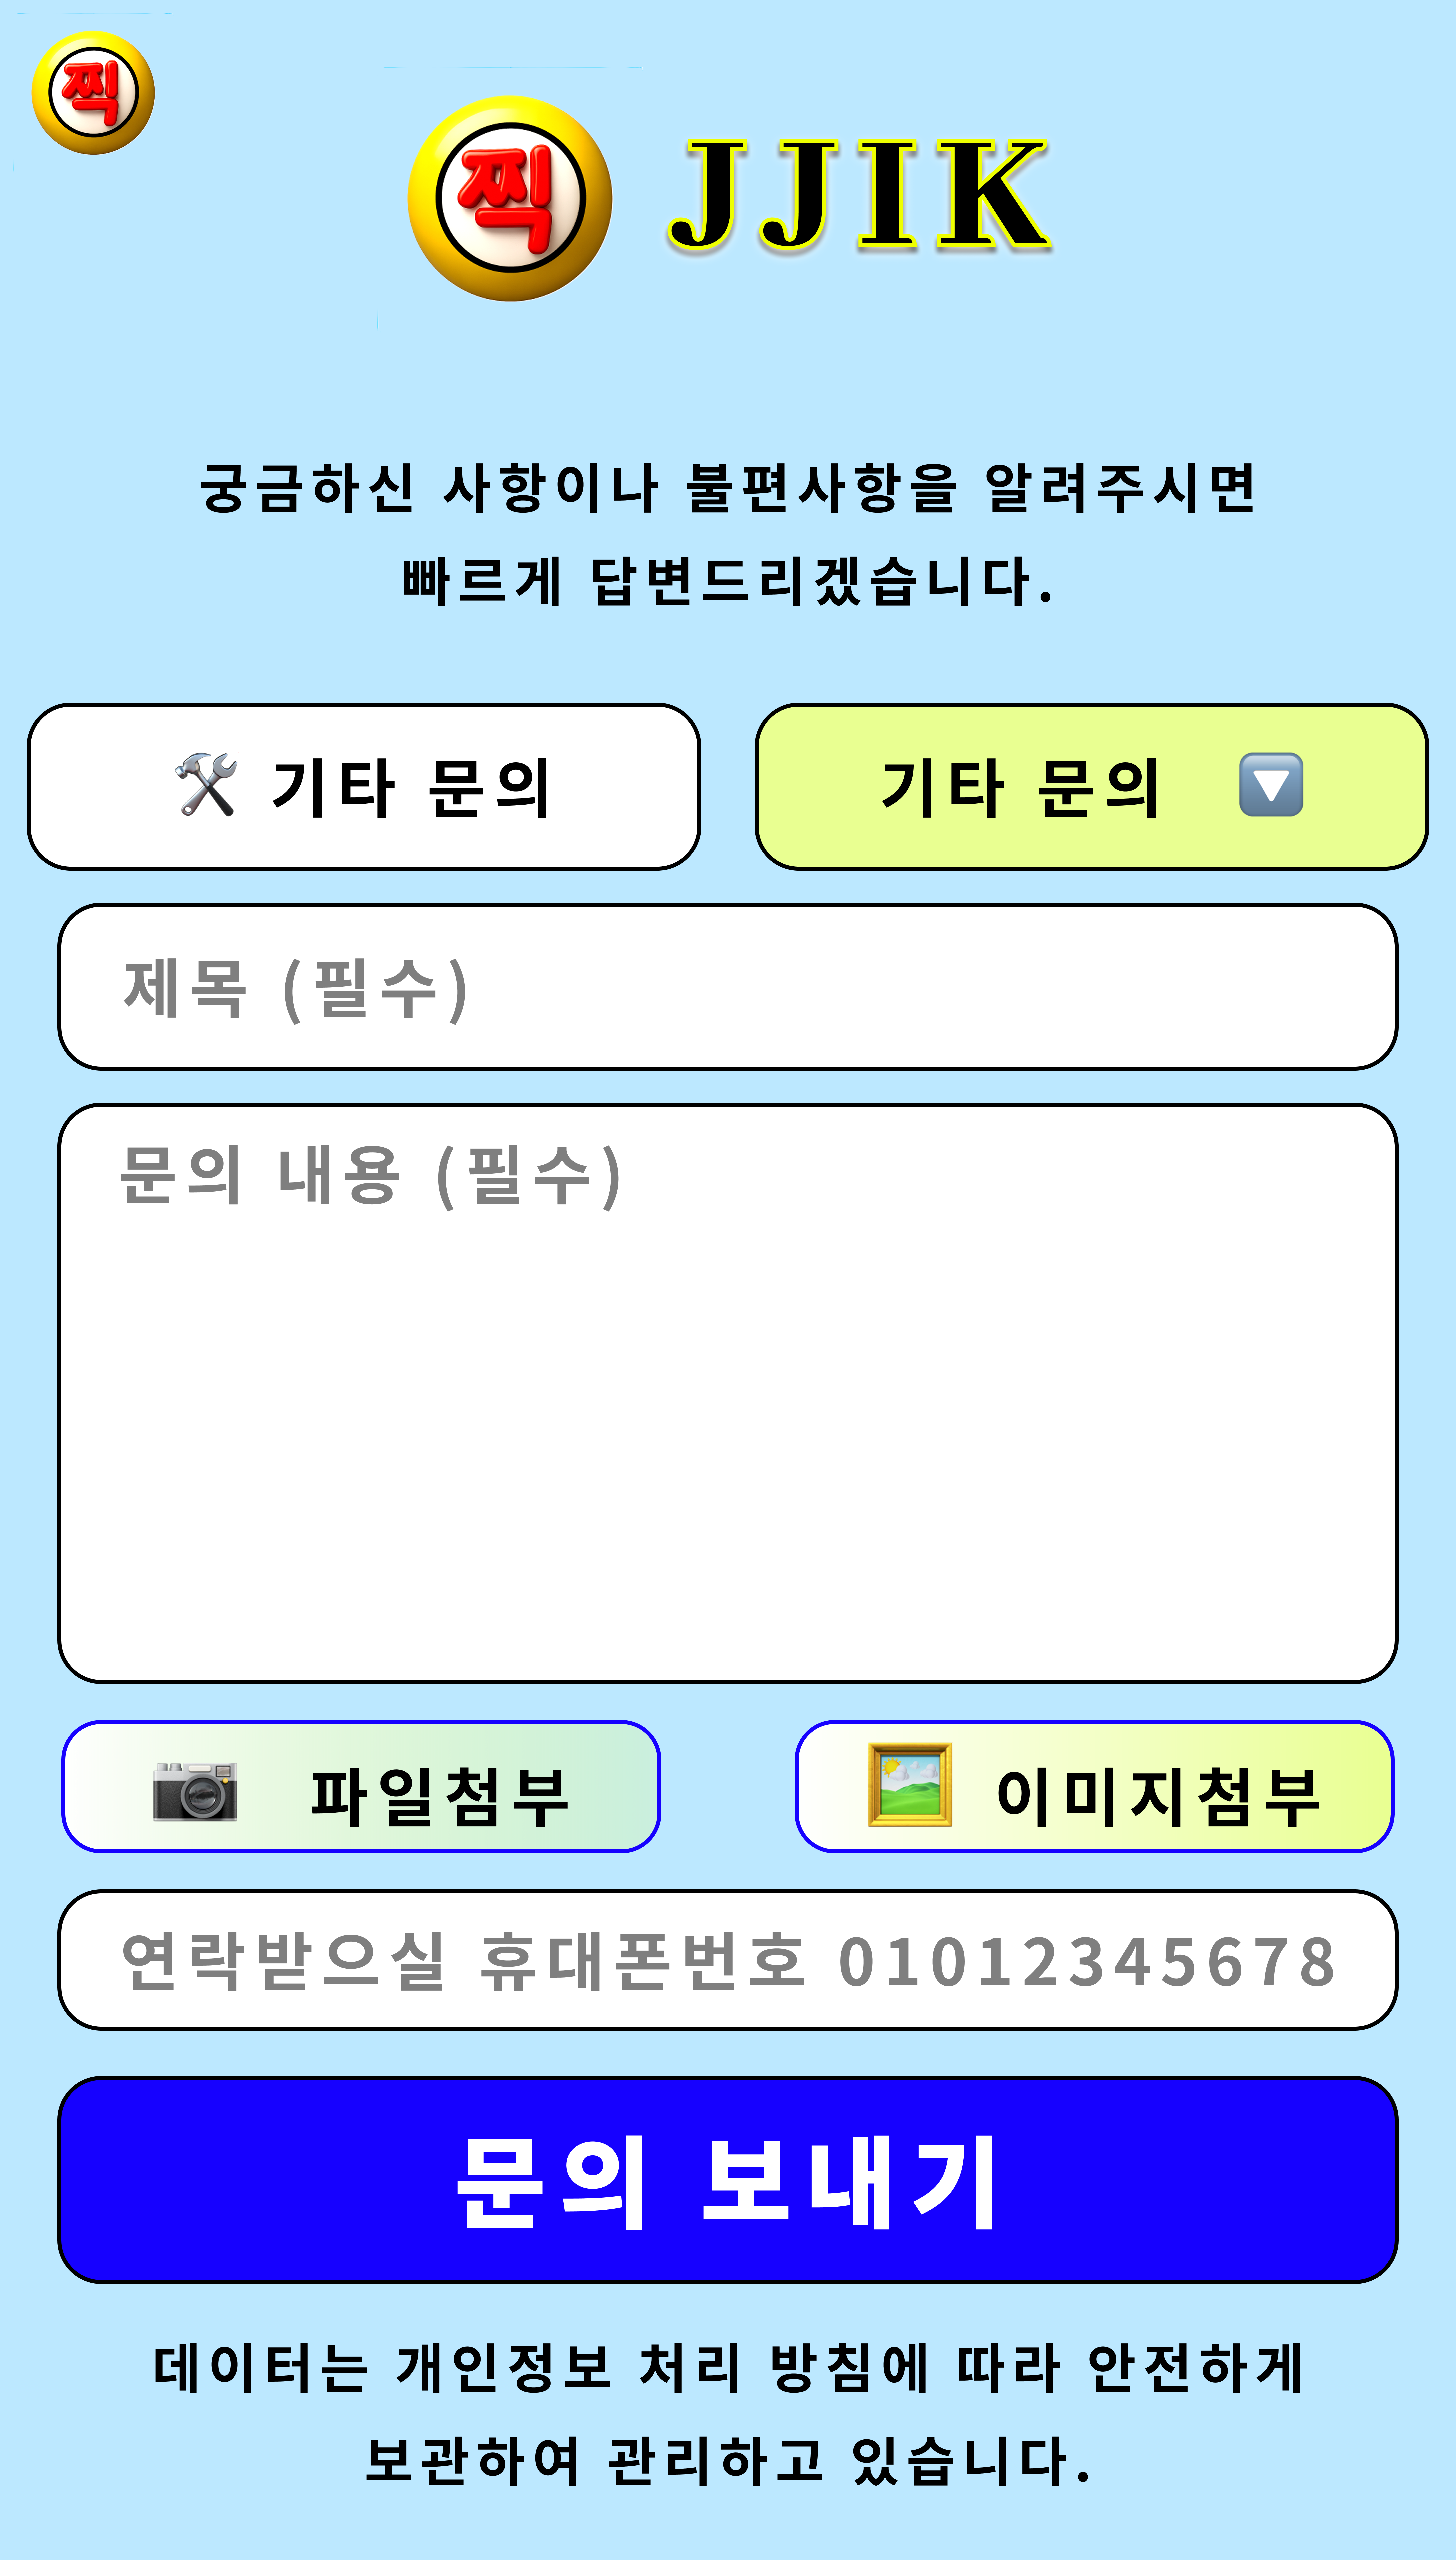 찍
찍 JJIK
궁금하신 사항이나 불편사항을 알려주시면
빠르게 답변드리겠습니다.
기타 문의
기타 문의
제목 (필수)
문의 내용 (필수)
파일첨부
이미지첨부
연락받으실 휴대폰번호 01012345678
문의 보내기
데이터는 개인정보 처리 방침에 따라 안전하게
보관하여 관리하고 있습니다.